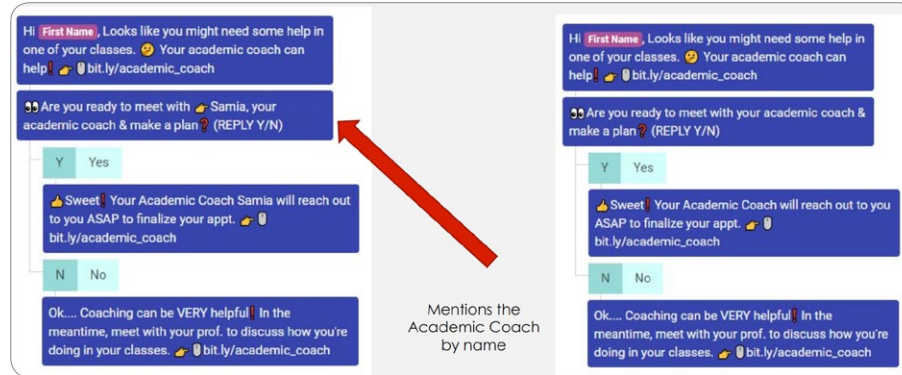 Hi First Name, Looks like you might need some help in
one of your classes. 🤔 Your academic coach can
help❗ 👉 🖱️bit.ly/academic_coach
👀Are you ready to meet with 👉Samia, your
academic coach & make a plan❓ (REPLY Y/N)
Y Yes
👍Sweet❗ Your Academic Coach Samia will reach out
to you ASAP to finalize your appt. 👉 🖱️
bit.ly/academic_coach
N No
Ok.... Coaching can be VERY helpful❗ In the
meantime, meet with your prof. to discuss how you're
doing in your classes. 👉 🖱️bit.ly/academic_coach
Mentions the
Academic Coach
by name
Hi First Name, Looks like you might need some help in
one of your classes. 🤔 Your academic coach can
help❗ 👉 🖱️bit.ly/academic_coach
👀Are you ready to meet with your academic coach &
make a plan❓ (REPLY Y/N)
Y Yes
👍Sweet❗ Your Academic Coach will reach out to you
ASAP to finalize your appt. 👉 🖱️
bit.ly/academic_coach
N No
Ok.... Coaching can be VERY helpful❗ In the
meantime, meet with your prof. to discuss how you're
doing in your classes. 👉 🖱️bit.ly/academic_coach